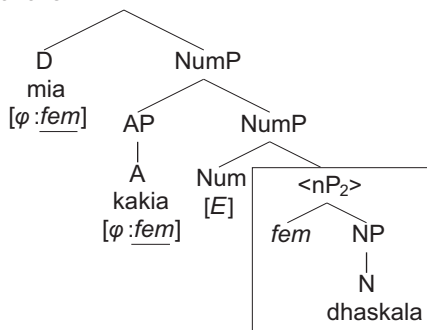 D NumP
mia
[φ :fem] AP NumP
A Num <nP₂>
kakia [E]
[φ :fem] fem NP
N
dhaskala